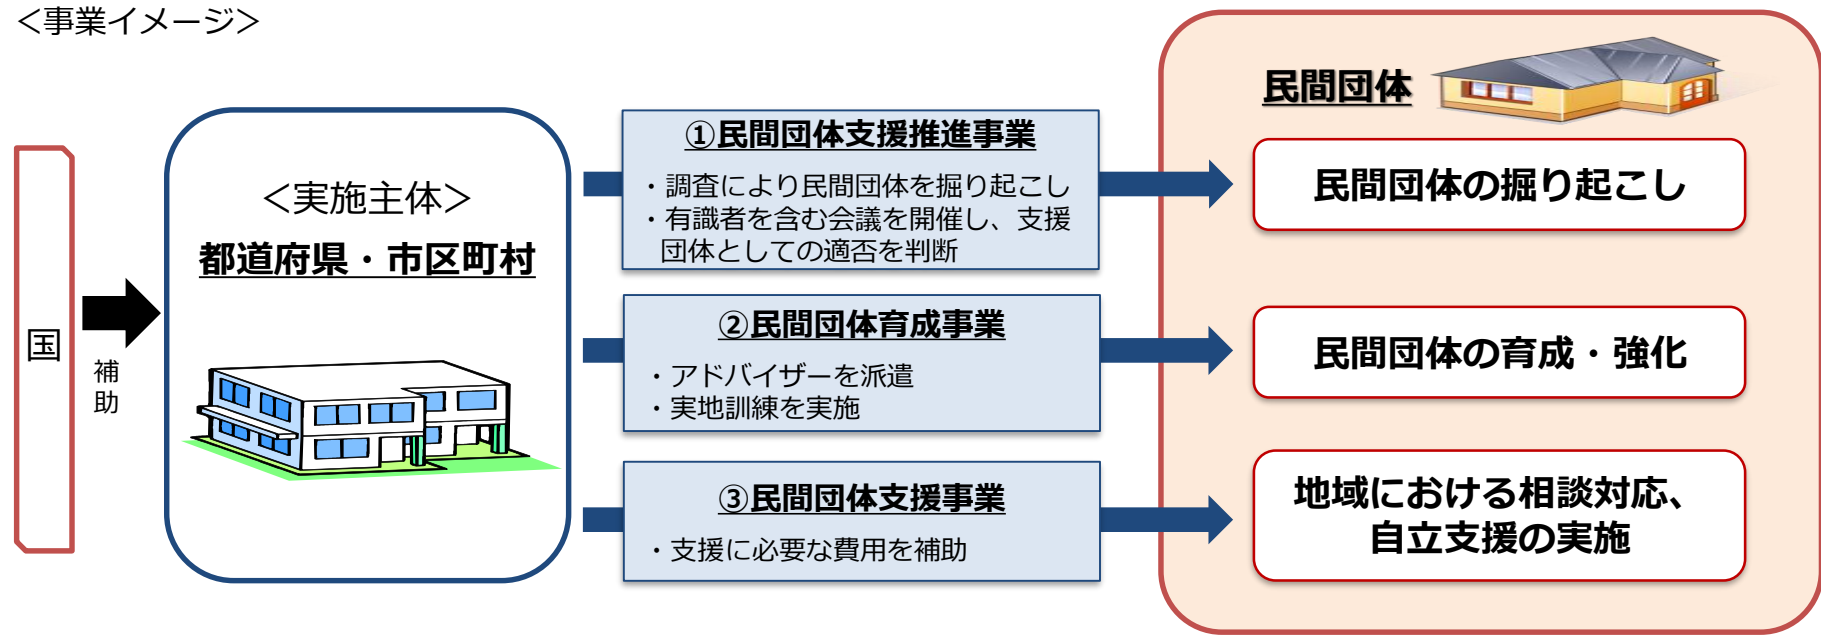 ＜事業イメージ＞
国
補
助
＜実施主体＞
都道府県・市区町村
①民間団体支援推進事業
・調査により民間団体を掘り起こし
・有識者を含む会議を開催し、支援
団体としての適否を判断
②民間団体育成事業
・アドバイザーを派遣
・実地訓練を実施
③民間団体支援事業
・支援に必要な費用を補助
民間団体
民間団体の掘り起こし
民間団体の育成・強化
地域における相談対応、
自立支援の実施